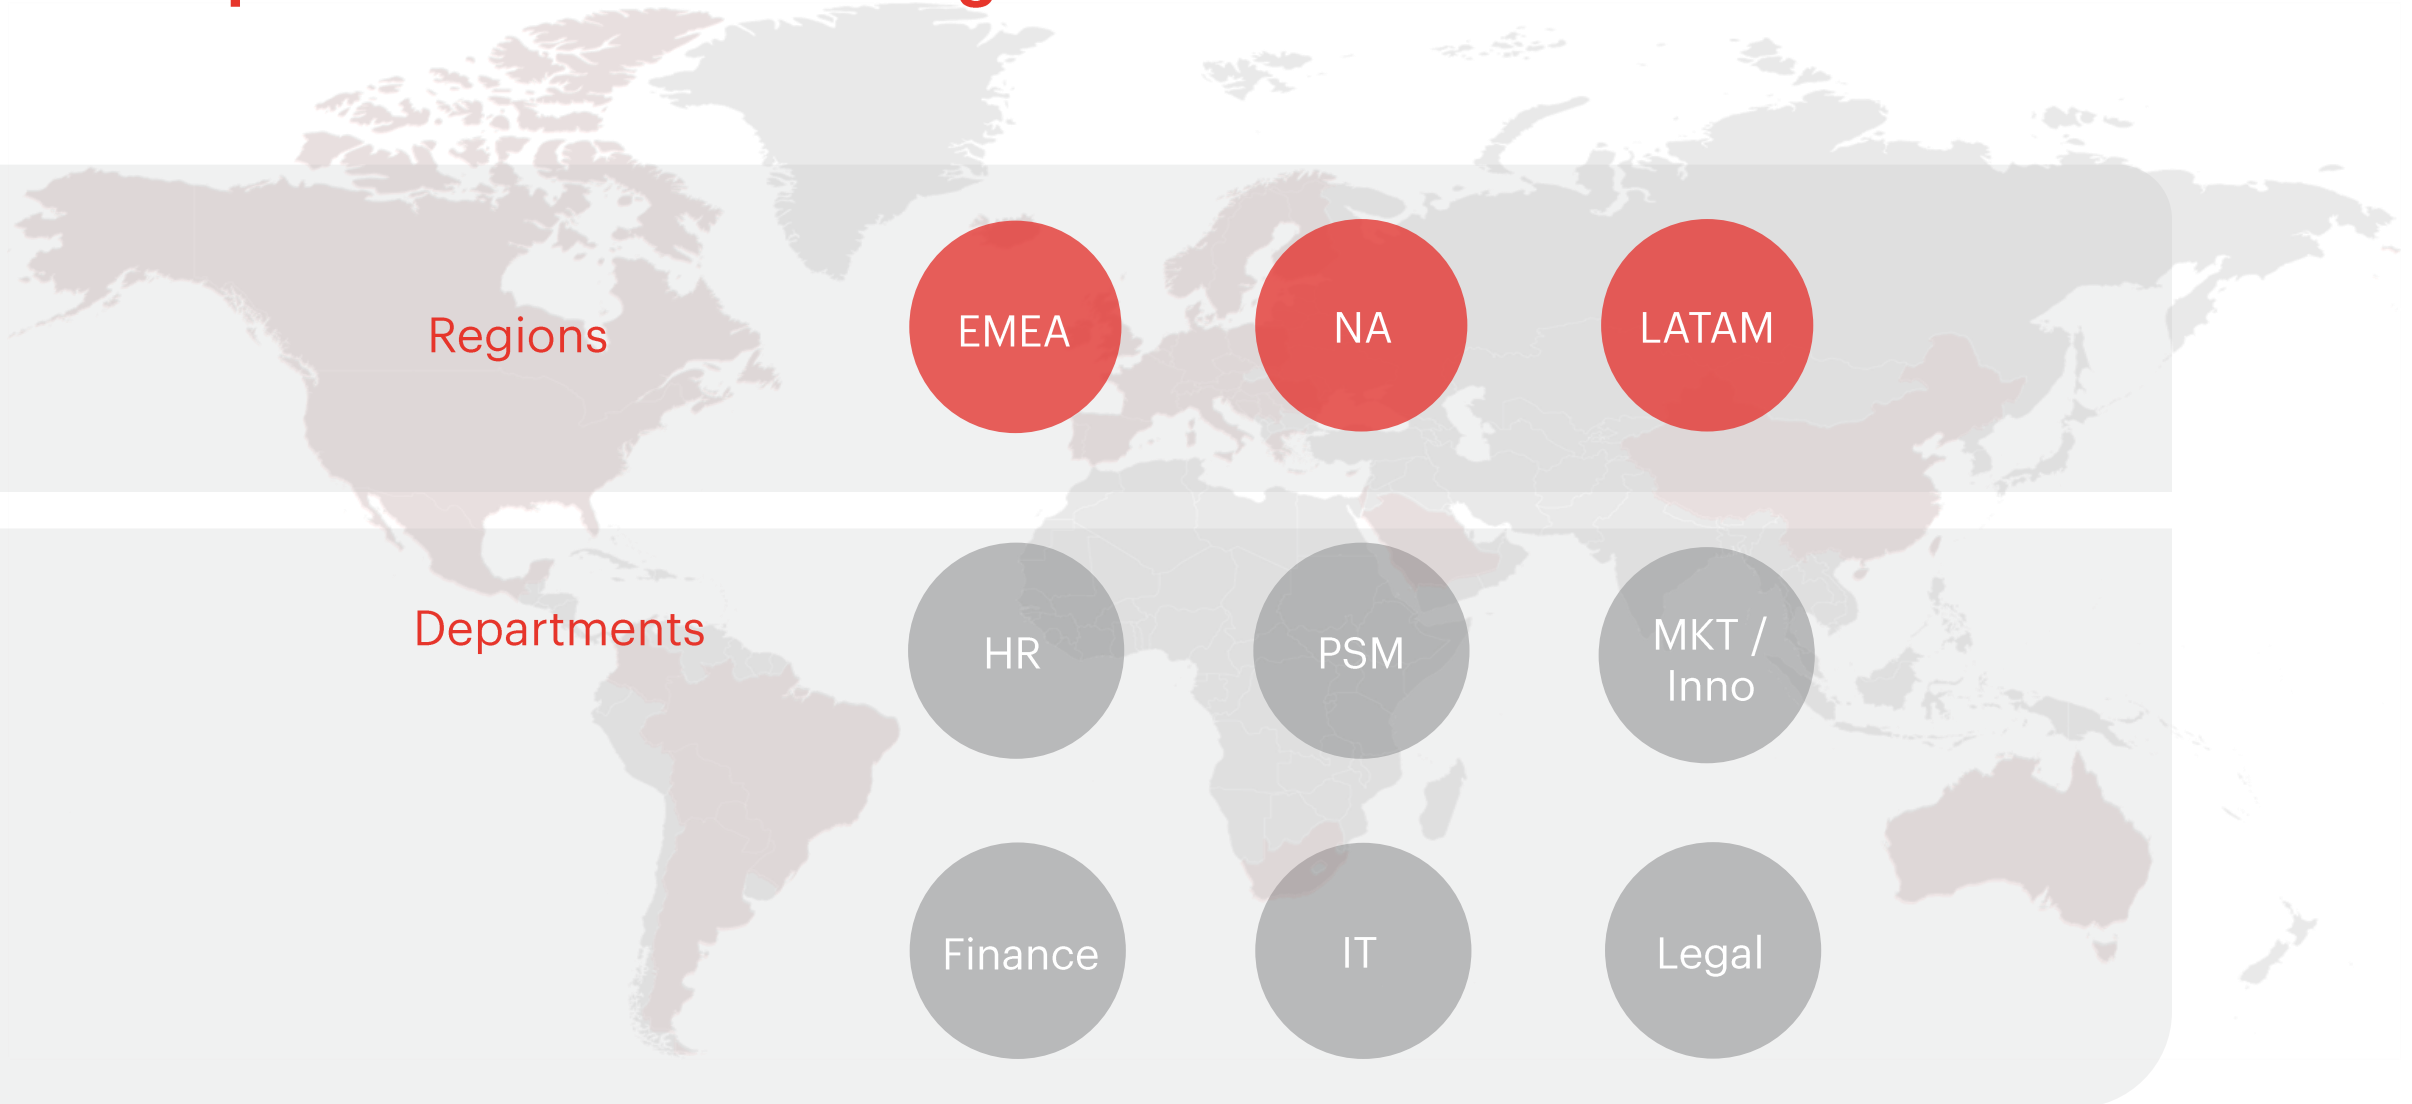 Regions
EMEA
NA
LATAM
Departments
HR
PSM
MKT /
Inno
Finance
IT
Legal